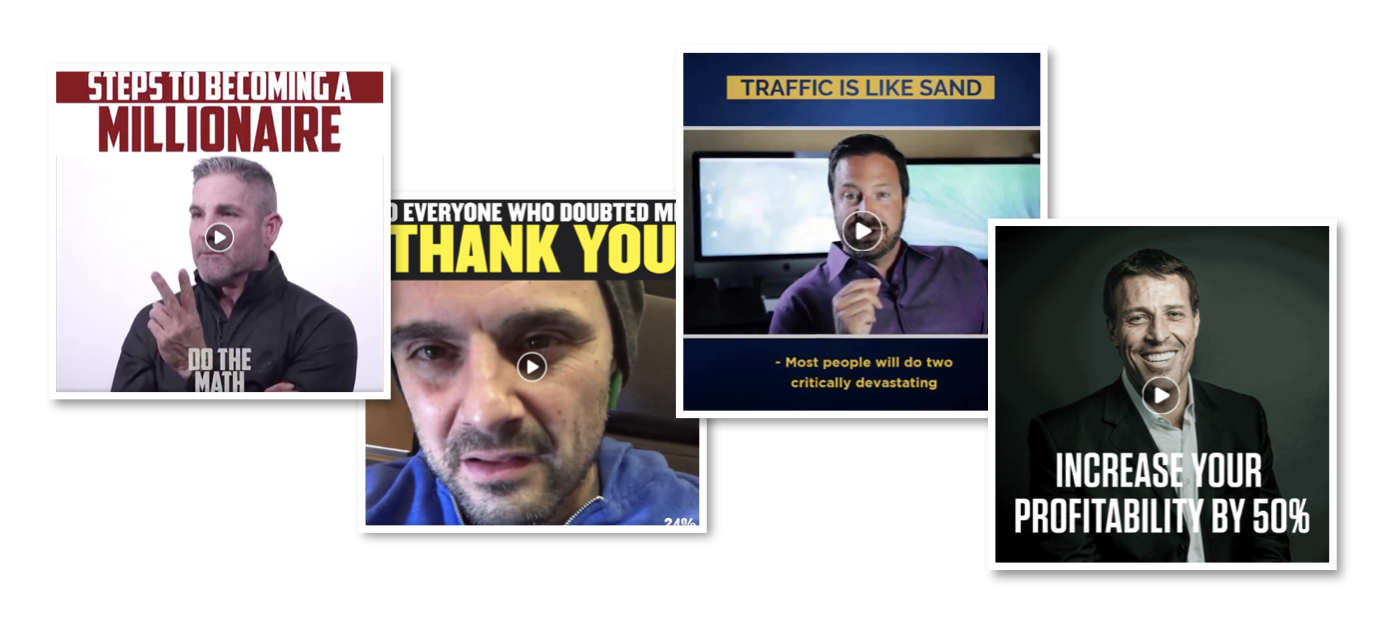 STEPS TO BECOMING A
MILLIONAIRE
DO THE
MATH
EVERYONE WHO DOUBTED
THANK YOU
24%
TRAFFIC IS LIKE SAND
- Most people will do two
critically devastating
INCREASE YOUR
PROFITABILITY BY 50%